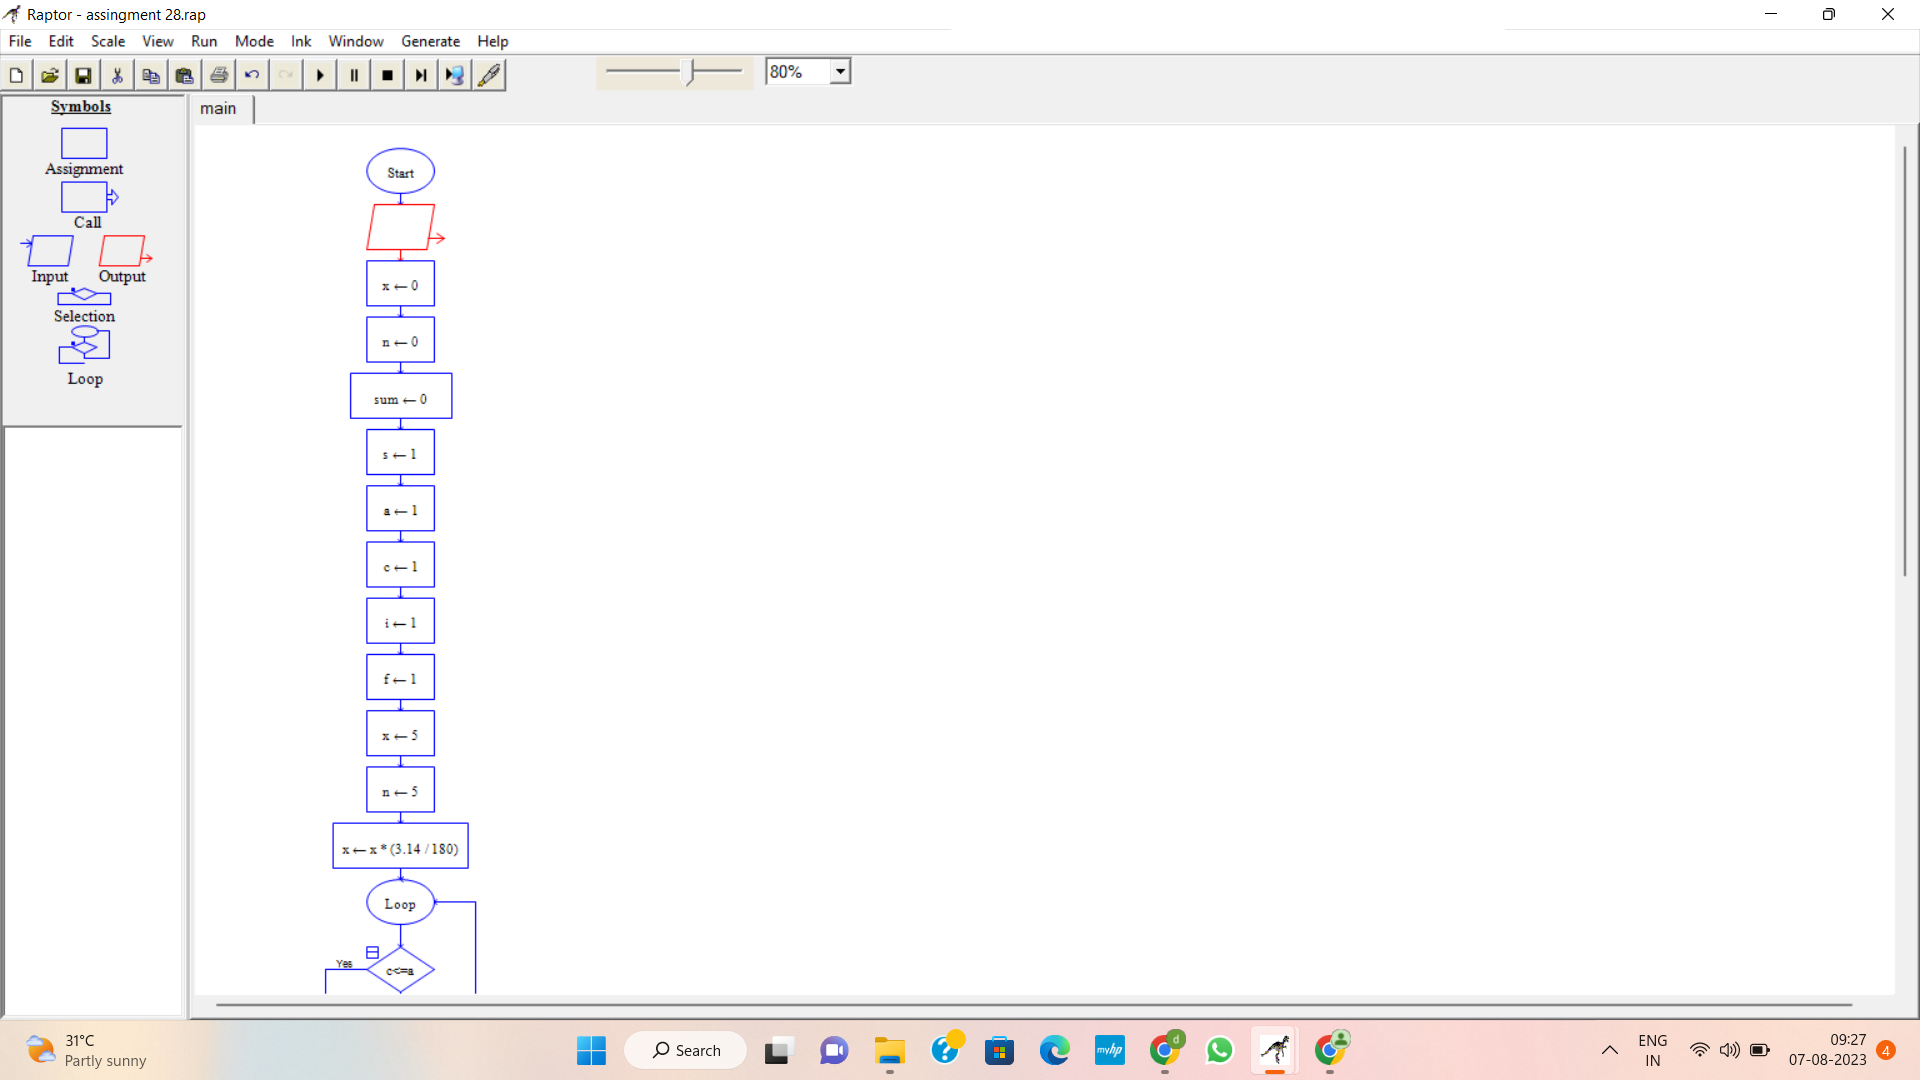 Raptor - assingment 28.rap
File Edit Scale View Run Mode Ink Window Generate Help
80%
Symbols
Assignment
Call
Input Output
Selection
Loop
main
Start
x ← 0
n ← 0
sum ← 0
s ← 1
a ← 1
c ← 1
i ← 1
f ← 1
x ← 5
n ← 5
x ← x * (3.14 / 180)
Loop
Yes
c<=a
31°C
Partly sunny
Search
myhp
d
ENG
IN
09:27
07-08-2023
4